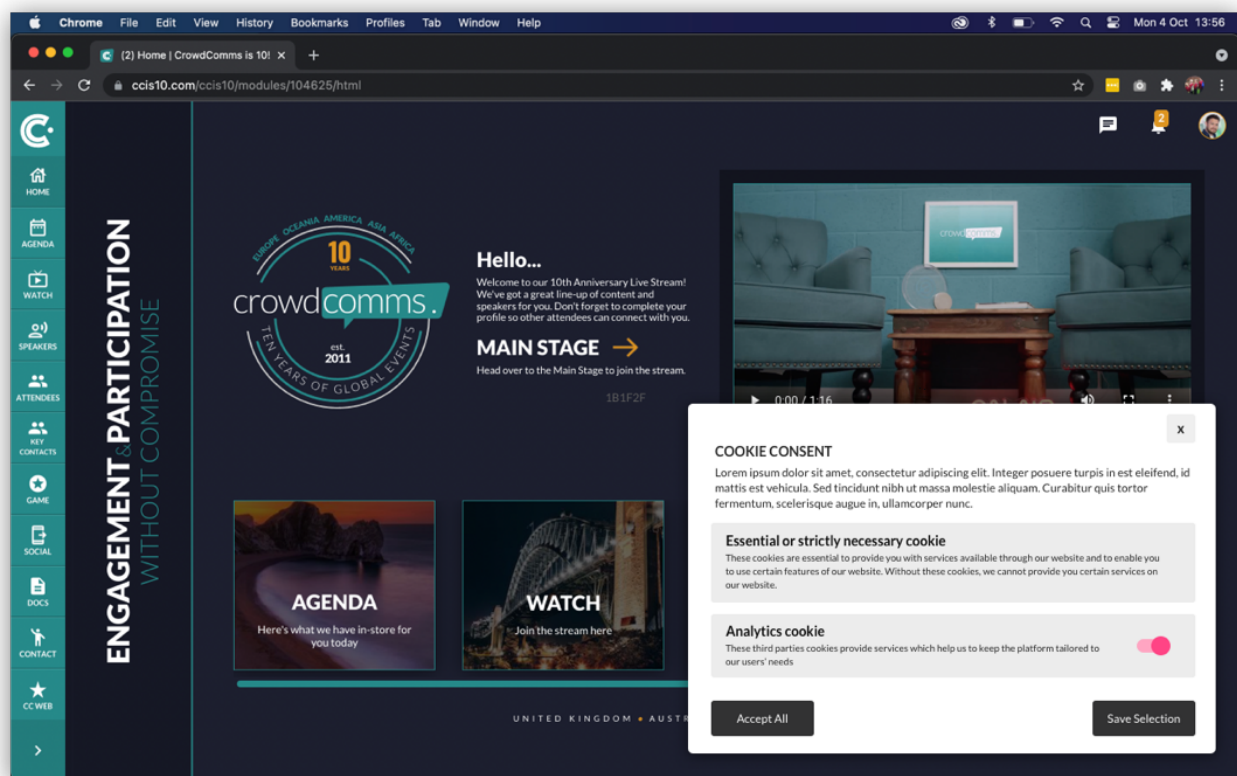 Chrome File Edit View History Bookmarks Profiles Tab Window Help Mon 4 Oct 13:56
(2) Home | CrowdComms is 10! × +
ccis10.com/ccis10/modules/104625/html
2
HOME
AGENDA
WATCH
SPEAKERS
ATTENDEES
KEY
CONTACTS
GAME
SOCIAL
DOCS
CONTACT
CC WEB
ENGAGEMENT & PARTICIPATION
WITHOUT COMPROMISE
EUROPE OCEANIA AMERICA ASIA AFRICA
10
YEARS
crowdcomms.
est.
2011
TEN YEARS OF GLOBAL EVENTS
Hello...
Welcome to our 10th Anniversary Live Stream!
We've got a great line-up of content and
speakers for you. Don't forget to complete your
profile so other attendees can connect with you.
MAIN STAGE →
Head over to the Main Stage to join the stream.
1B1F2F
crowdcomms.
0:00 / 1:16
AGENDA
Here's what we have in-store for
you today
WATCH
Join the stream here
UNITED KINGDOM • AUSTR
x
COOKIE CONSENT
Lorem ipsum dolor sit amet, consectetur adipiscing elit. Integer posuere turpis in est eleifend, id
mattis est vehicula. Sed tincidunt nibh ut massa molestie aliquam. Curabitur quis tortor
fermentum, scelerisque augue in, ullamcorper nunc.
Essential or strictly necessary cookie
These cookies are essential to provide you with services available through our website and to enable you
to use certain features of our website. Without these cookies, we cannot provide you certain services on
our website.
Analytics cookie
These third parties cookies provide services which help us to keep the platform tailored to
our users' needs
Accept All
Save Selection